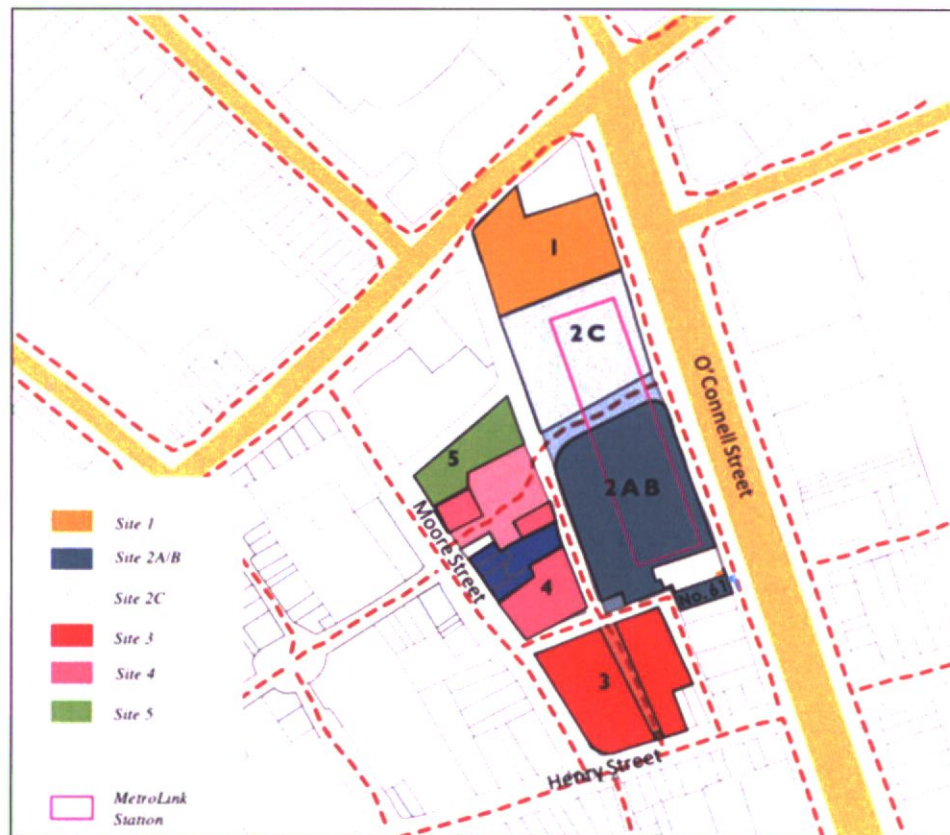 1
2C
O'Connell Street
5
2AB
Moore Street
4
No.61
3
Henry Street
Site 1
Site 2A/B
Site 2C
Site 3
Site 4
Site 5
MetroLink
Station